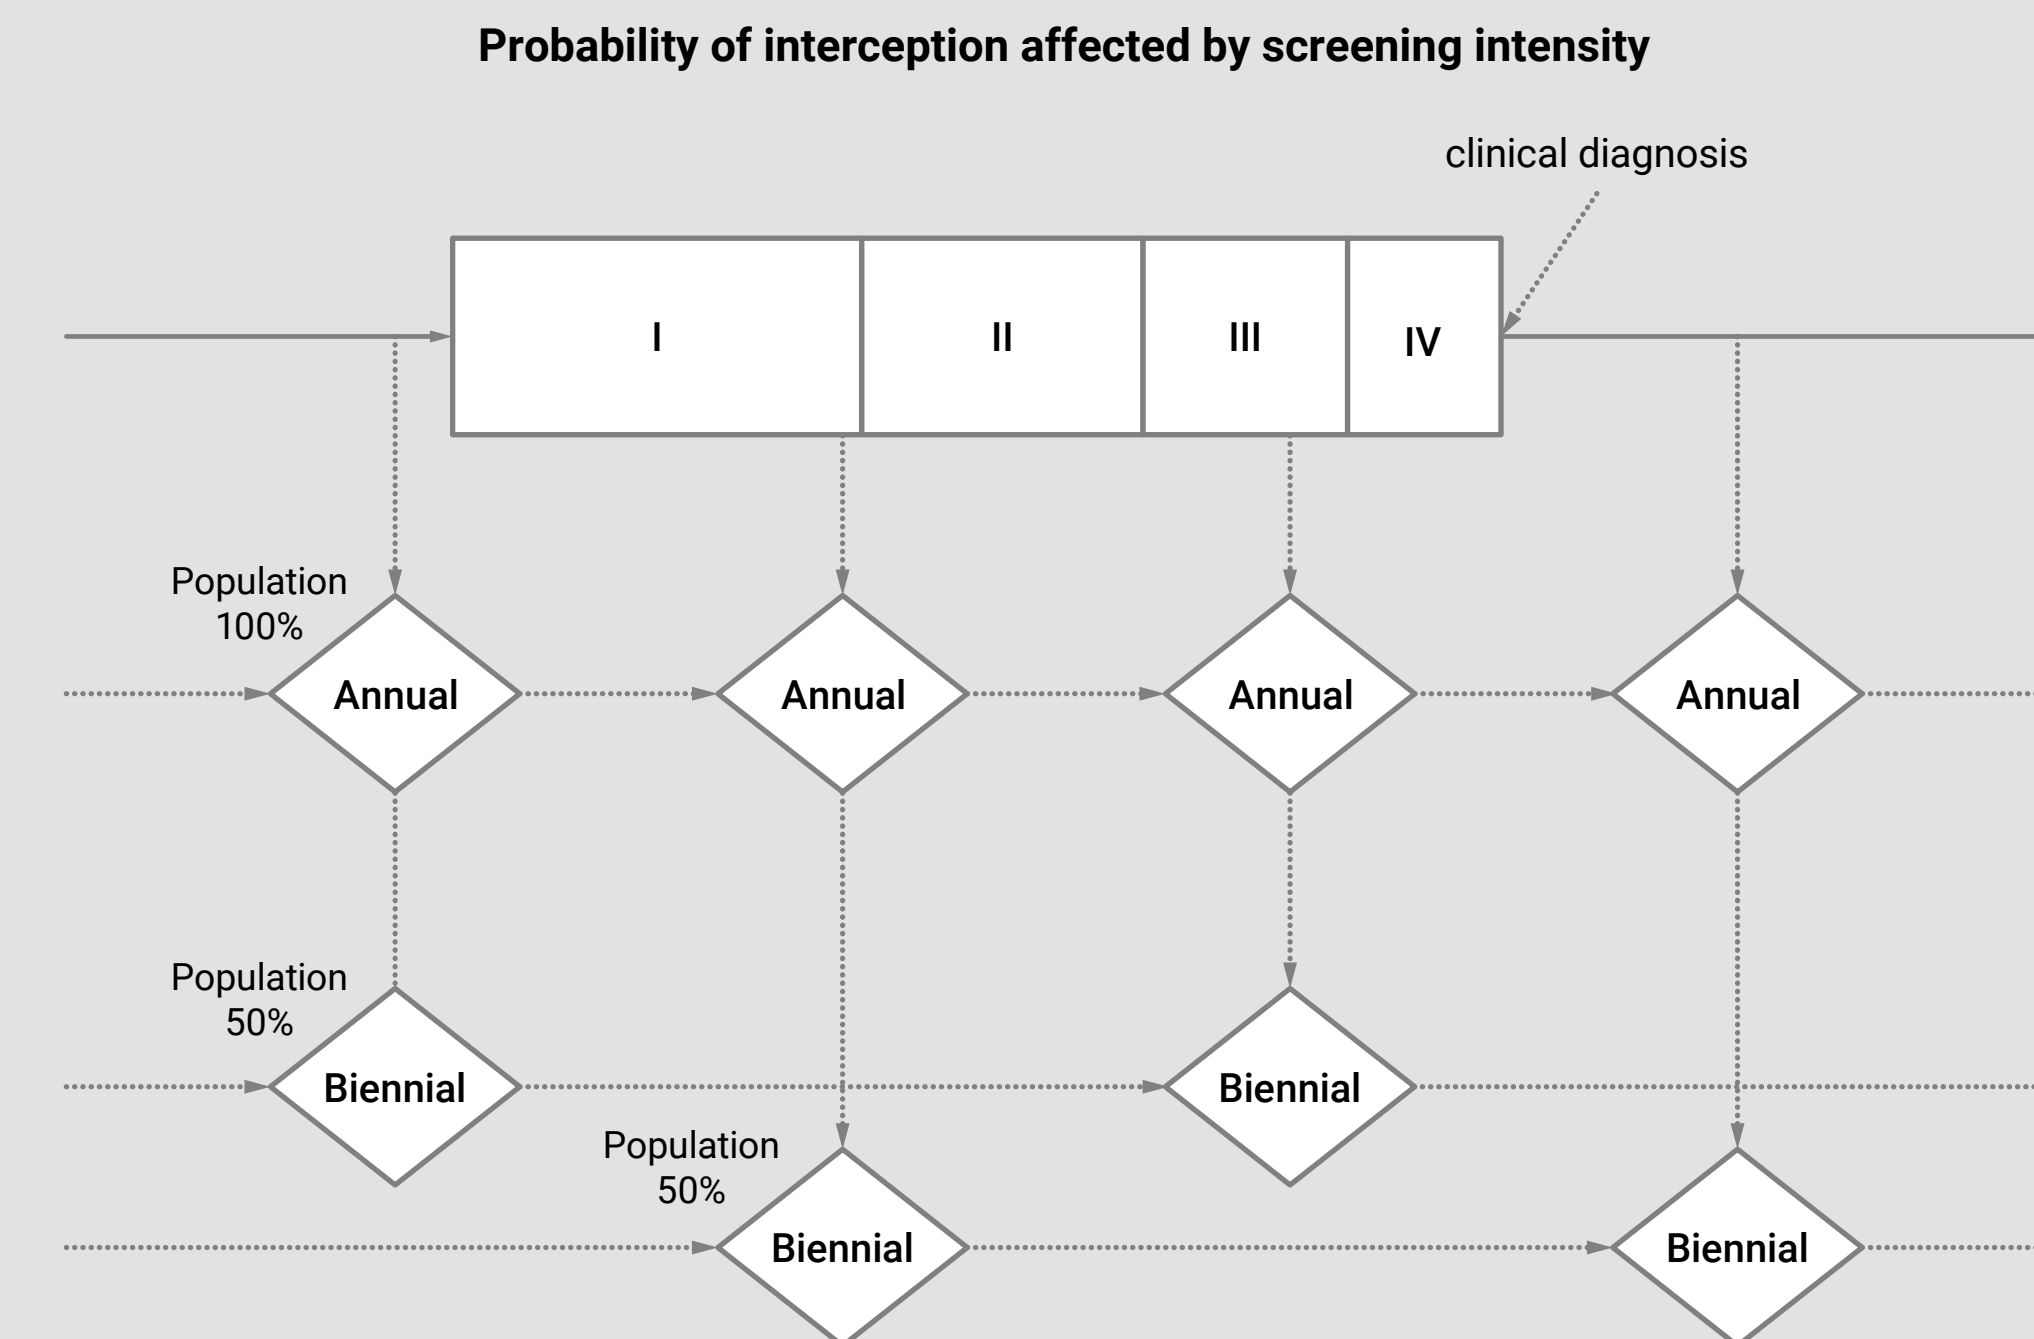 Probability of interception affected by screening intensity
clinical diagnosis
I
II
III
IV
Population
100%
Annual
Annual
Annual
Annual
Population
50%
Biennial
Biennial
Population
50%
Biennial
Biennial